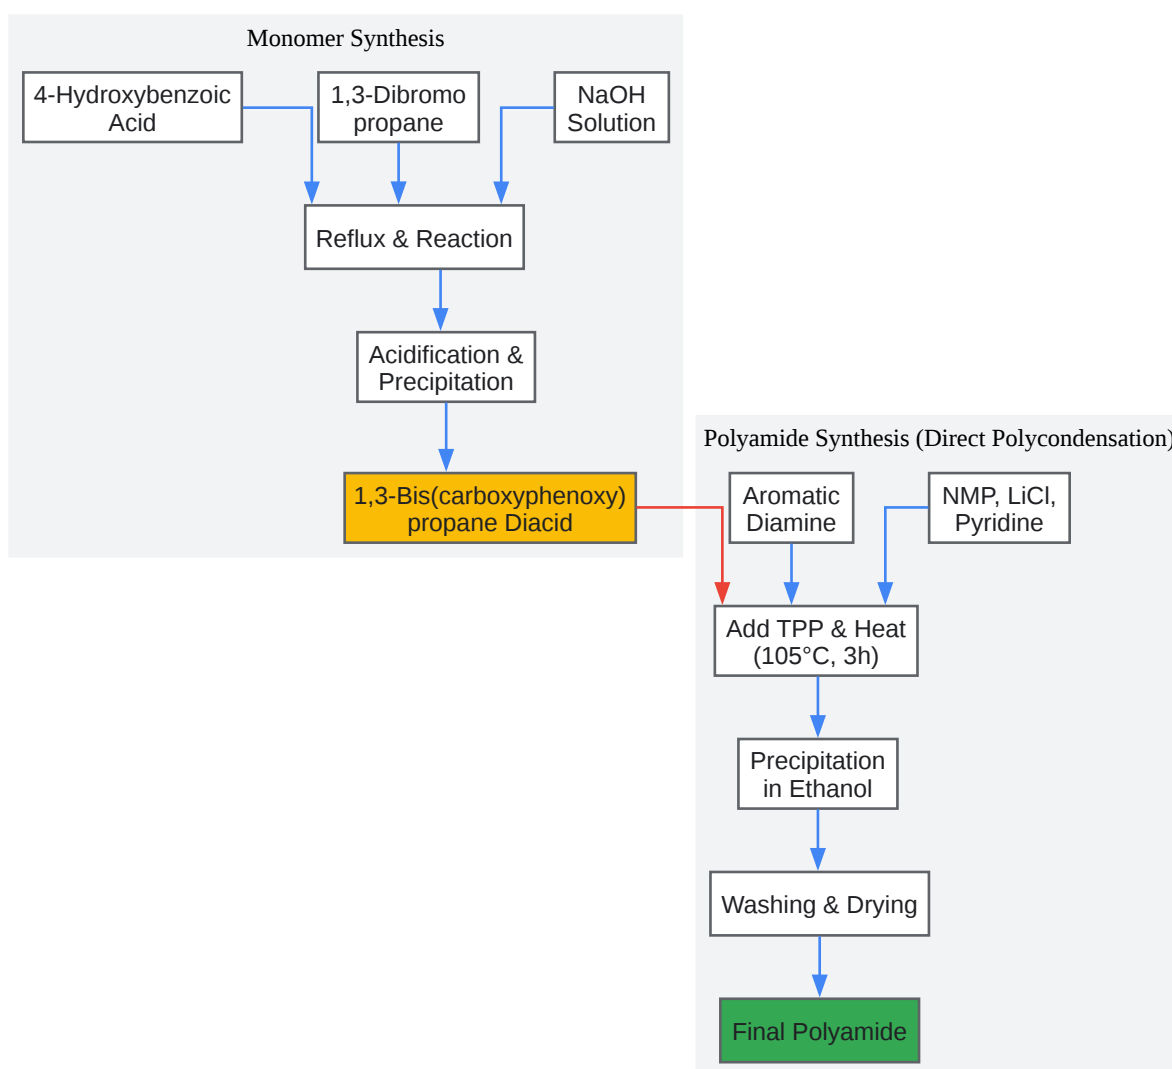 Monomer Synthesis
4-Hydroxybenzoic
Acid
1,3-Dibromo
propane
NaOH
Solution
Reflux & Reaction
Acidification &
Precipitation
1,3-Bis(carboxyphenoxy)
propane Diacid
Polyamide Synthesis (Direct Polycondensation)
Aromatic
Diamine
NMP, LiCl,
Pyridine
Add TPP & Heat
(105°C, 3h)
Precipitation
in Ethanol
Washing & Drying
Final Polyamide